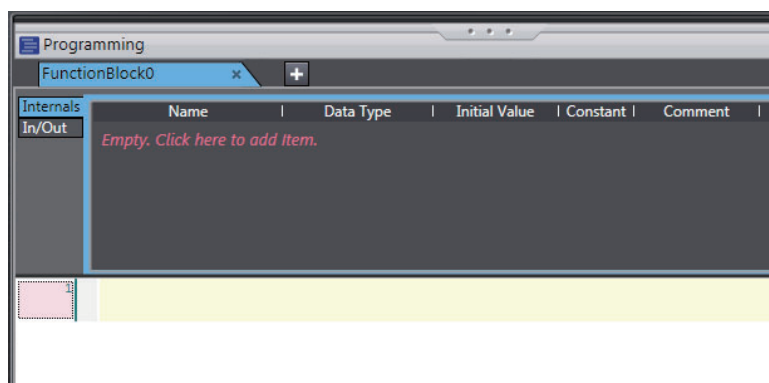 Programming
FunctionBlock0 × +
Internals Name Data Type Initial Value Constant Comment
In/Out
Empty. Click here to add Item.
1